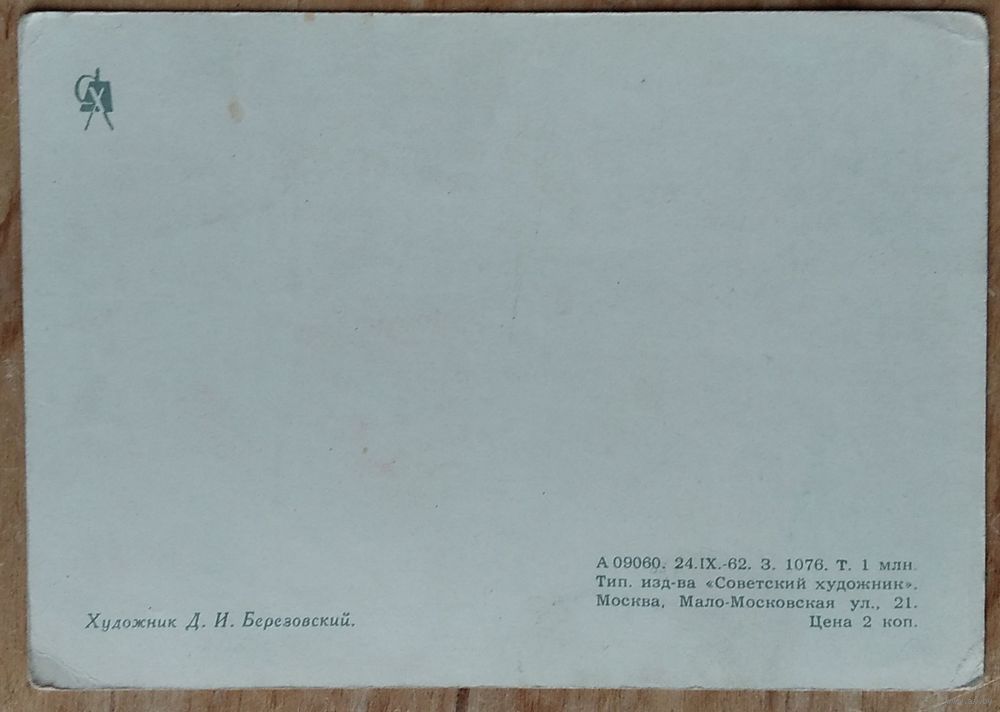 СХ
Художник Д. И. Березовский.
А 09060. 24.IX.-62. З. 1076. Т. 1 млн.
Тип. изд-ва «Советский художник».
Москва, Мало-Московская ул., 21.
Цена 2 коп.